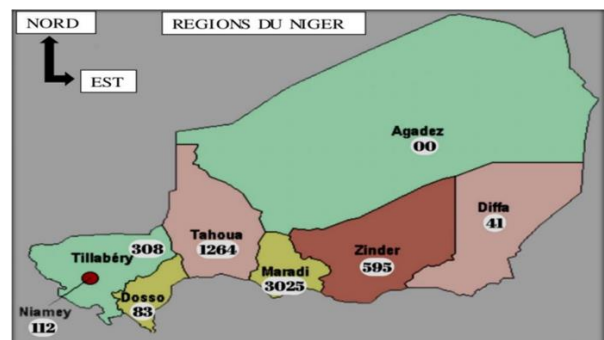 NORD
REGIONS DU NIGER
EST
Agadez
00
Diffa
41
Tahoua
1264
308
Tillabéry
Zinder
595
Maradi
3025
Dosso
83
Niamey
112